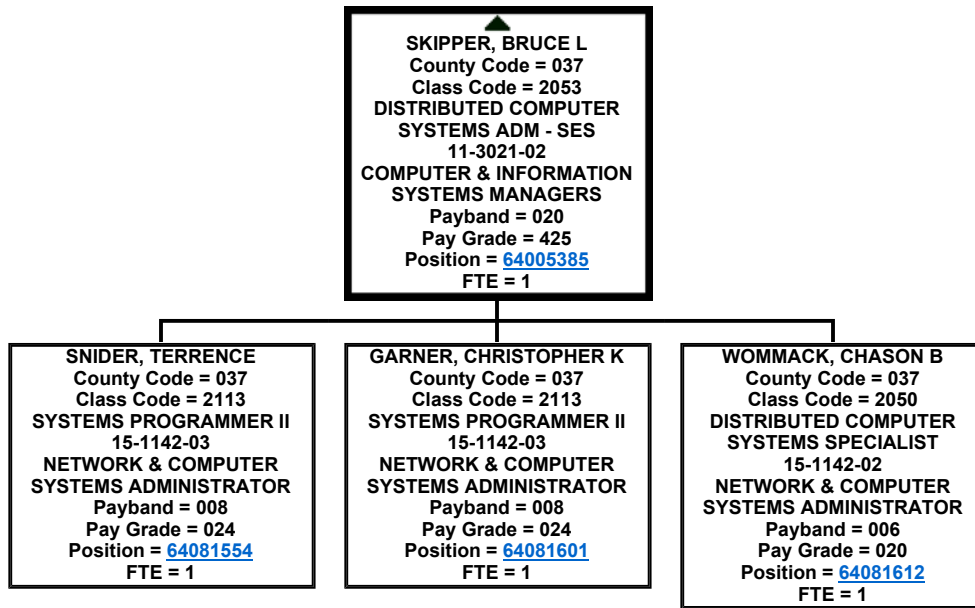 SKIPPER, BRUCE L
County Code = 037
Class Code = 2053
DISTRIBUTED COMPUTER
SYSTEMS ADM - SES
11-3021-02
COMPUTER & INFORMATION
SYSTEMS MANAGERS
Payband = 020
Pay Grade = 425
Position = 64005385
FTE = 1
SNIDER, TERRENCE
County Code = 037
Class Code = 2113
SYSTEMS PROGRAMMER II
15-1142-03
NETWORK & COMPUTER
SYSTEMS ADMINISTRATOR
Payband = 008
Pay Grade = 024
Position = 64081554
FTE = 1
GARNER, CHRISTOPHER K
County Code = 037
Class Code = 2113
SYSTEMS PROGRAMMER II
15-1142-03
NETWORK & COMPUTER
SYSTEMS ADMINISTRATOR
Payband = 008
Pay Grade = 024
Position = 64081601
FTE = 1
WOMMACK, CHASON B
County Code = 037
Class Code = 2050
DISTRIBUTED COMPUTER
SYSTEMS SPECIALIST
15-1142-02
NETWORK & COMPUTER
SYSTEMS ADMINISTRATOR
Payband = 006
Pay Grade = 020
Position = 64081612
FTE = 1